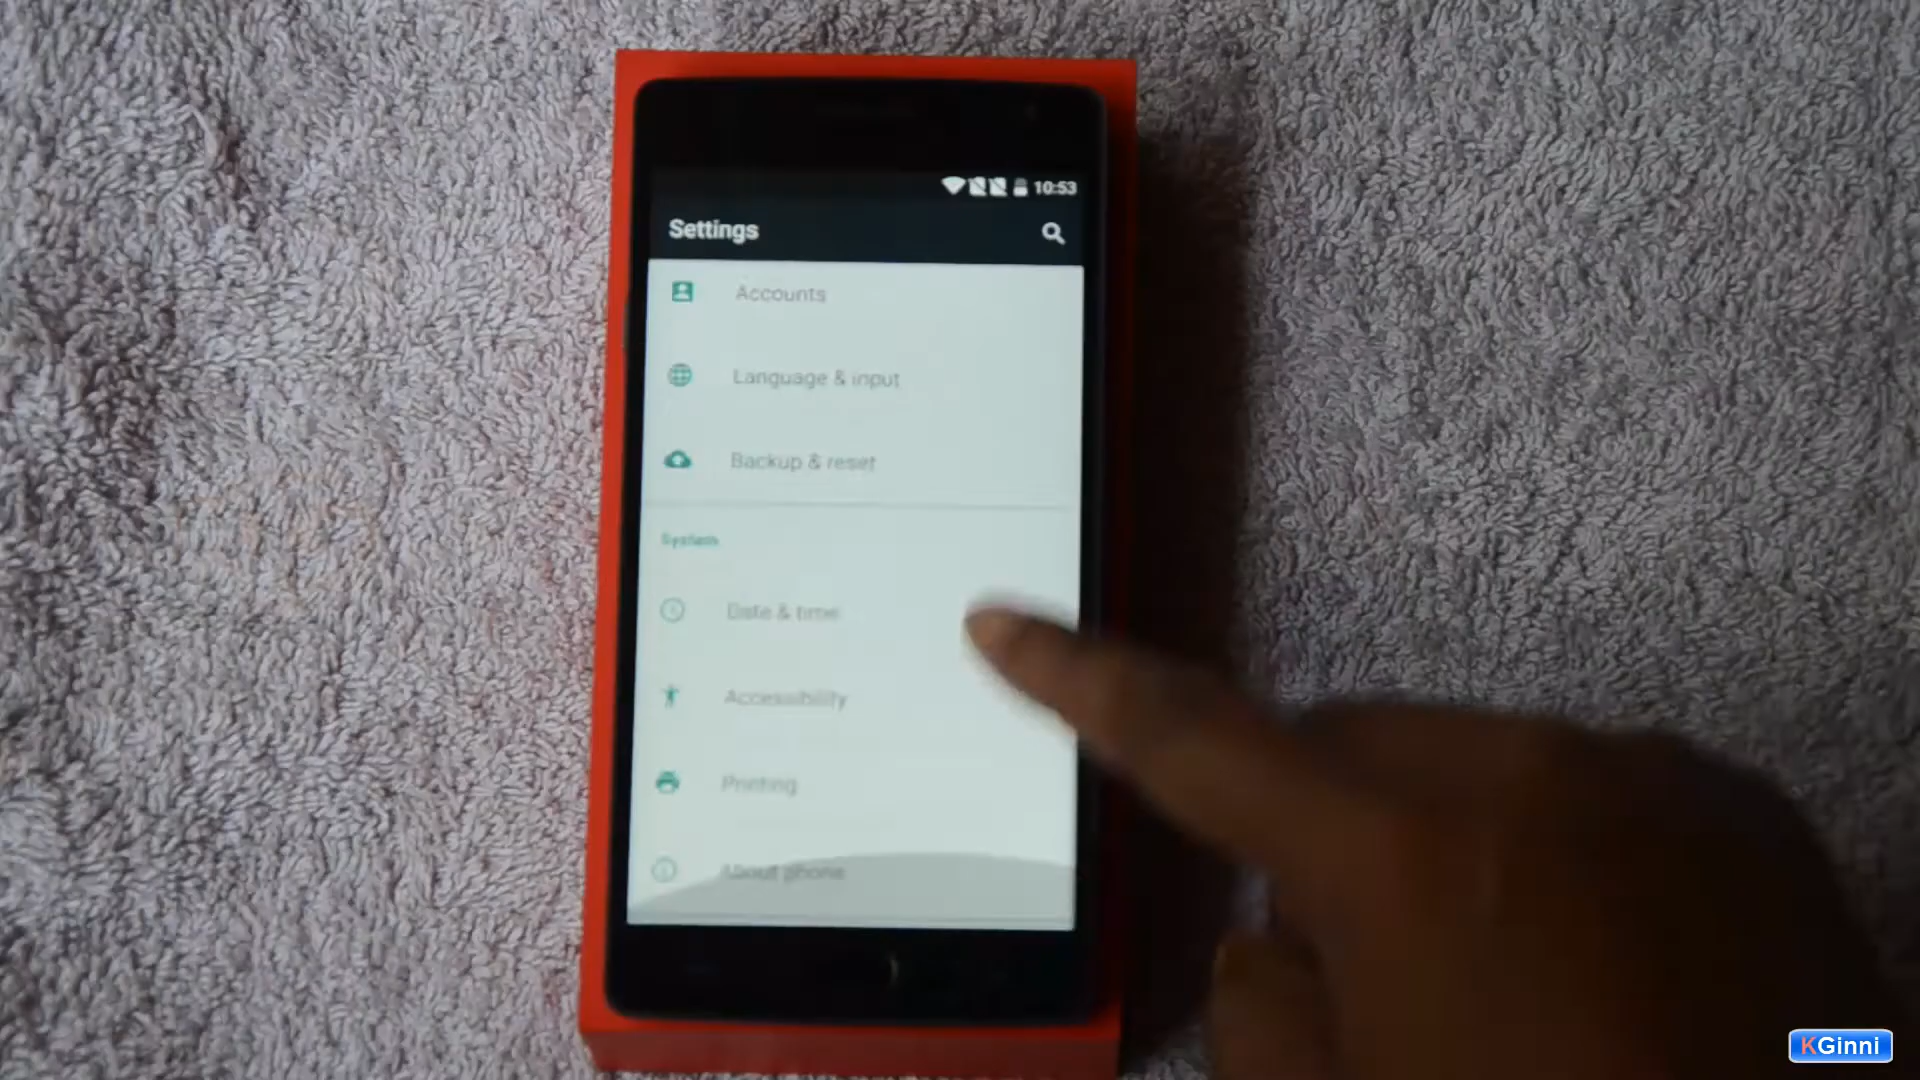 10:53
Settings
Accounts
Language & input
Backup & reset
System
Date & time
Accessibility
Printing
About phone
KGinni